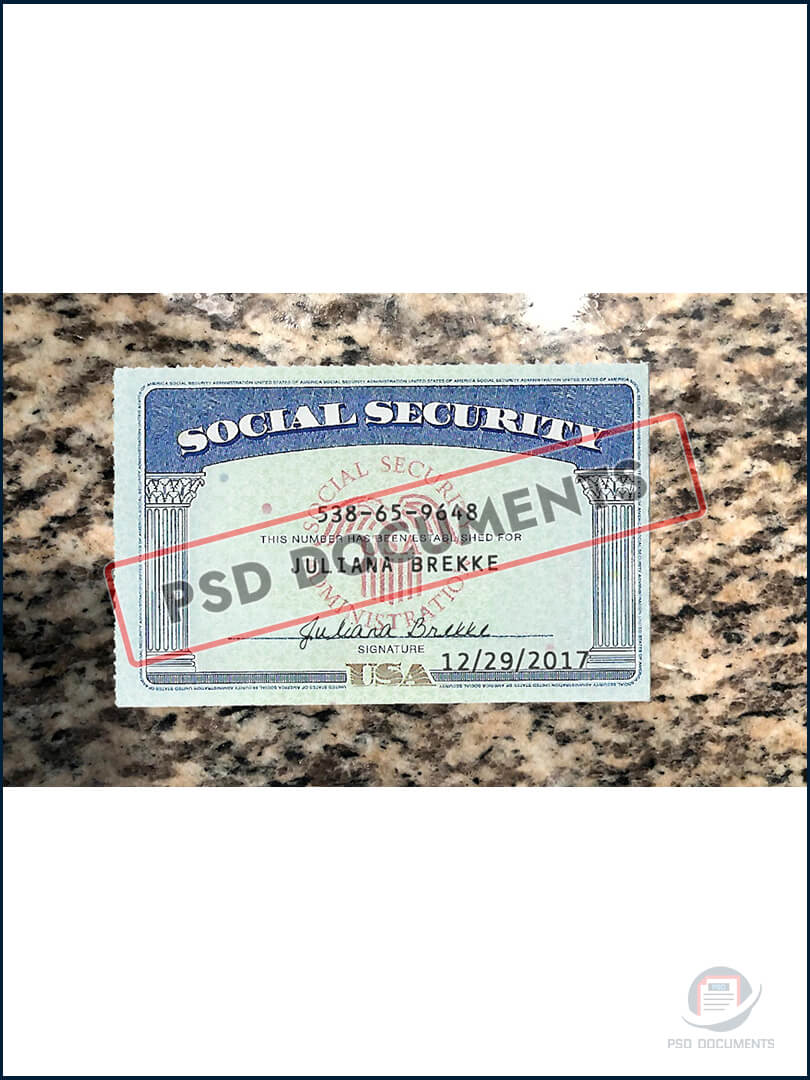 SOCIAL SECURITY
SOCIAL SECURITY ADMINISTRATION
538-65-9648
THIS NUMBER HAS BEEN ESTABLISHED FOR
JULIANA BREKKE
PSD DOCUMENTS
Juliana Brekke
SIGNATURE
USA 12/29/2017
PSD
PSD DOCUMENTS